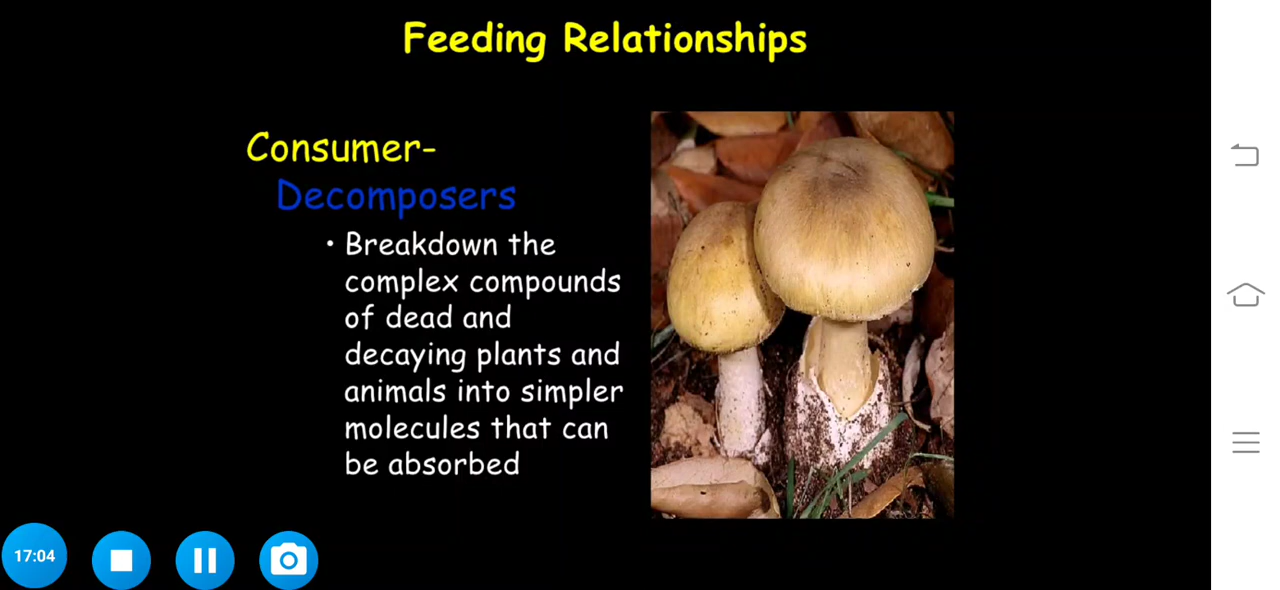 Feeding Relationships
Consumer-
Decomposers
• Breakdown the
complex compounds
of dead and
decaying plants and
animals into simpler
molecules that can
be absorbed
17:04